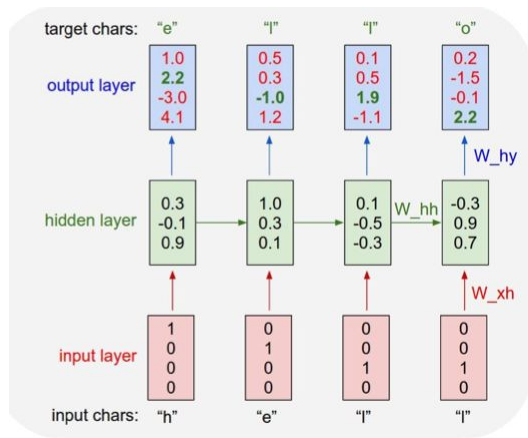 target chars: “e” “l” “l” “o”
output layer
1.0 0.5 0.1 0.2
2.2 0.3 0.5 -1.5
-3.0 -1.0 1.9 -0.1
4.1 1.2 -1.1 2.2
W_hy
hidden layer
0.3 1.0 0.1 -0.3
-0.1 0.3 -0.5 0.9
0.9 0.1 -0.3 0.7
W_hh
W_xh
input layer
1 0 0 0
0 1 0 0
0 0 1 1
0 0 0 0
input chars: “h” “e” “l” “l”